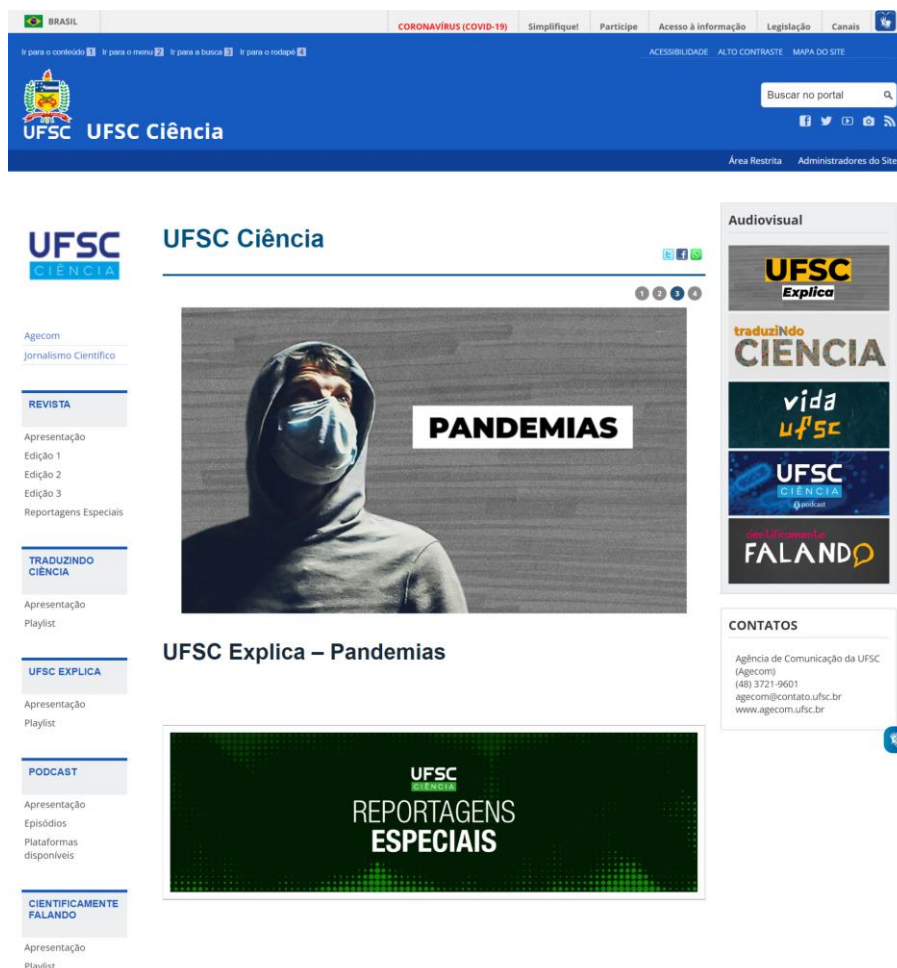 BRASIL
CORONAVÍRUS (COVID-19) Simplifique! Participe Acesso à informação Legislação Canais
Ir para o conteúdo 1 Ir para o menu 2 Ir para a busca 3 Ir para o rodapé 4
ACESSIBILIDADE ALTO CONTRASTE MAPA DO SITE
Buscar no portal
UFSC UFSC Ciência
Área Restrita Administradores do Site
UFSC
CIÊNCIA
Agecom
Jornalismo Científico
REVISTA
Apresentação
Edição 1
Edição 2
Edição 3
Reportagens Especiais
TRADUZINDO
CIÊNCIA
Apresentação
Playlist
UFSC EXPLICA
Apresentação
Playlist
PODCAST
Apresentação
Episódios
Plataformas
disponíveis
CIENTIFICAMENTE
FALANDO
Apresentação
Playlist
UFSC Ciência
1 2 3 4
PANDEMIAS
UFSC Explica – Pandemias
UFSC
CIÊNCIA
REPORTAGENS
ESPECIAIS
Audiovisual
UFSC
Explica
traduziNdo
CIENCIA
vida
ufsc
UFSC
CIÊNCIA
podcast
cientificamente
FALANDO
CONTATOS
Agência de Comunicação da UFSC
(Agecom)
(48) 3721-9601
agecom@contato.ufsc.br
www.agecom.ufsc.br